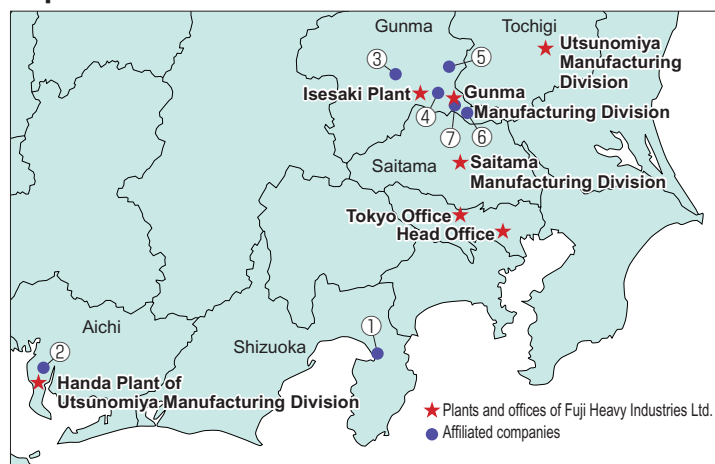 Gunma
Tochigi
③
⑤
Utsunomiya
Manufacturing
Division
Isesaki Plant
Gunma
Manufacturing Division
④
⑦
⑥
Saitama
Saitama
Manufacturing Division
Tokyo Office
Head Office
Aichi
Shizuoka
①
②
Handa Plant of
Utsunomiya Manufacturing Division
Plants and offices of Fuji Heavy Industries Ltd.
Affiliated companies